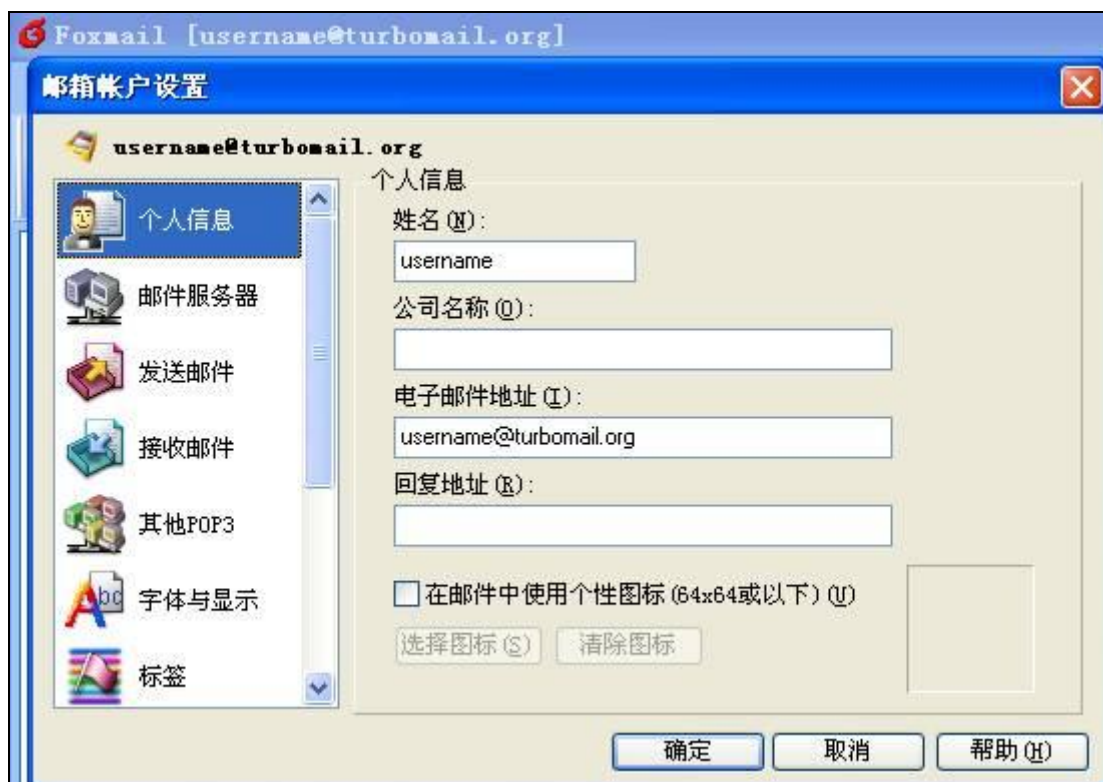 Foxmail [username@turbomail.org]
邮箱帐户设置
username@turbomail.org
个人信息
邮件服务器
发送邮件
接收邮件
其他POP3
字体与显示
标签
个人信息
姓名(N):
username
公司名称(O):
电子邮件地址(I):
username@turbomail.org
回复地址(R):
在邮件中使用个性图标(64x64或以下)(U)
选择图标(S) 清除图标
确定 取消 帮助(H)